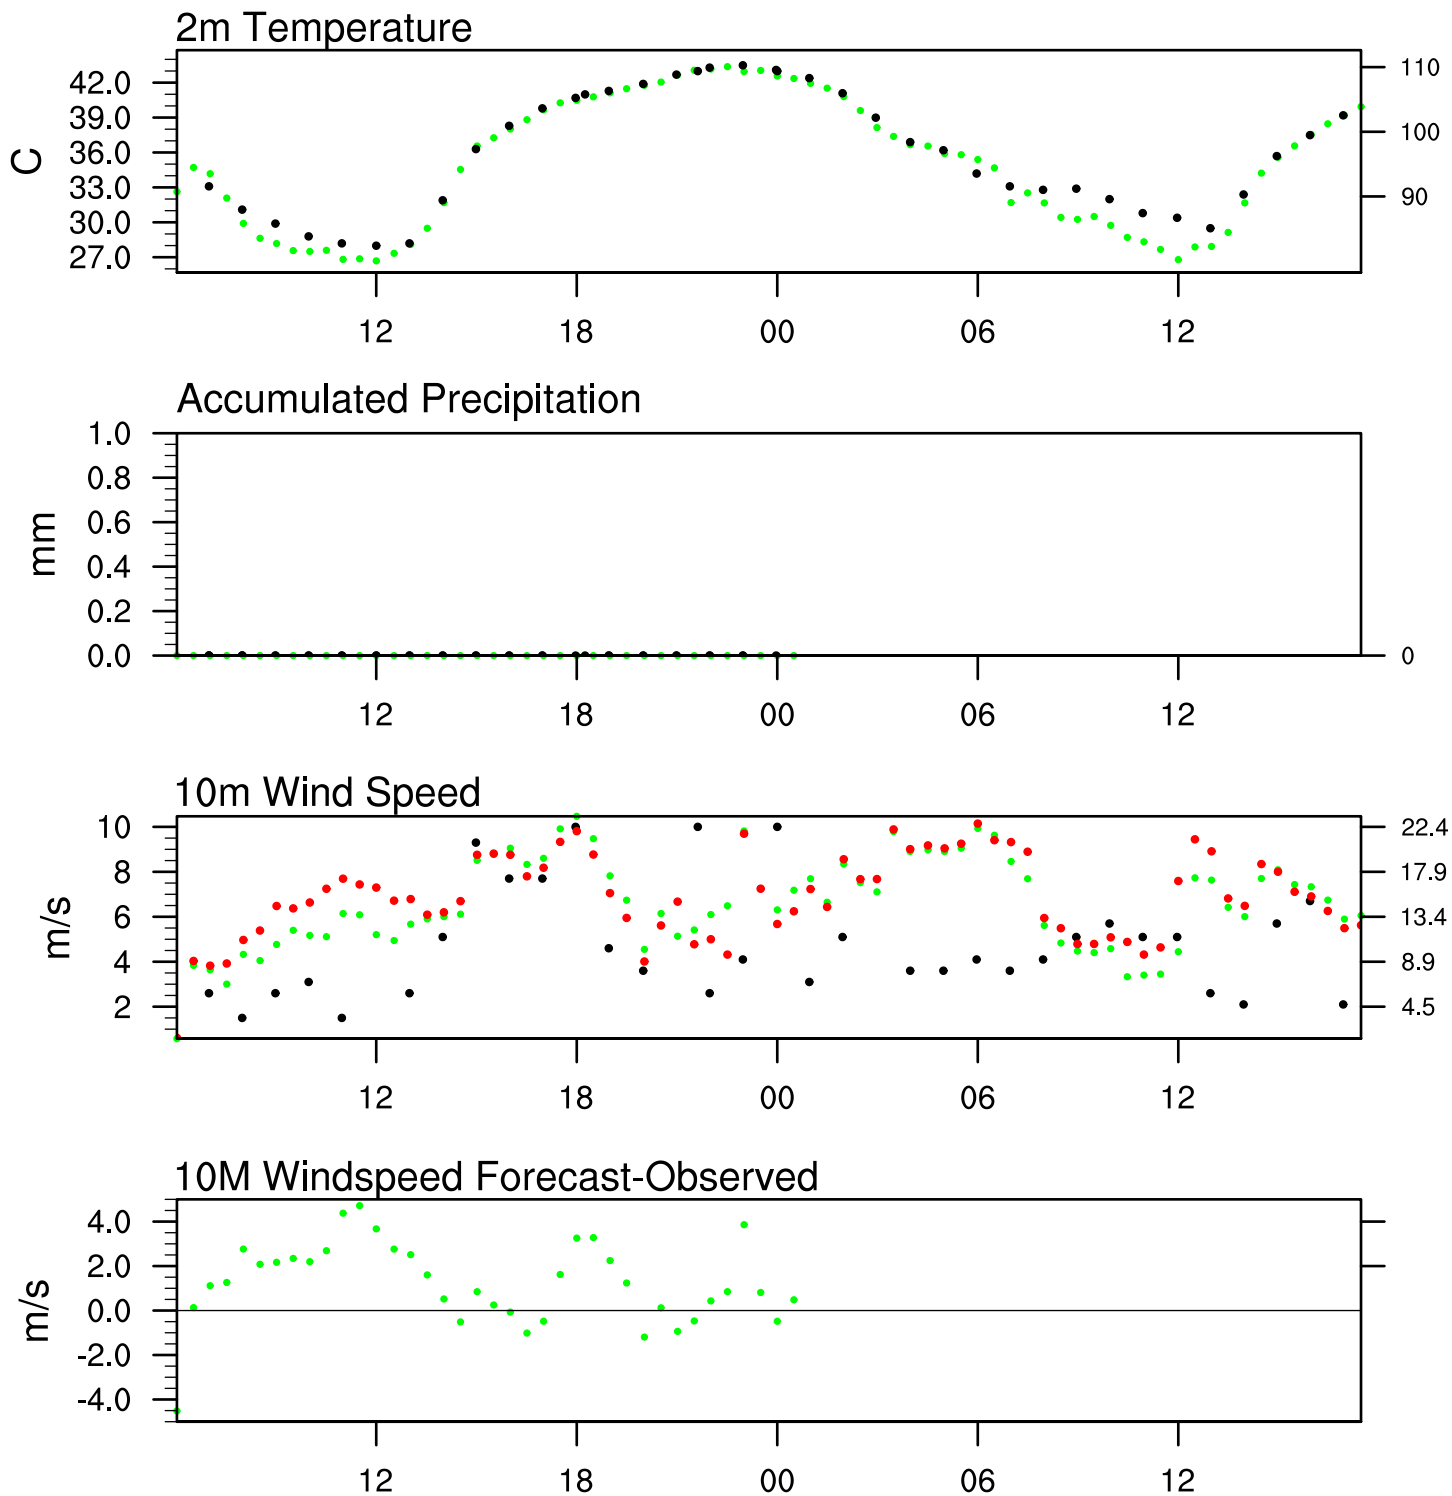 2m Temperature
C
42.0
39.0
36.0
33.0
30.0
27.0
110
100
90
12 18 00 06 12
Accumulated Precipitation
mm
1.0
0.8
0.6
0.4
0.2
0.0
0
12 18 00 06 12
10m Wind Speed
m/s
10
8
6
4
2
22.4
17.9
13.4
8.9
4.5
12 18 00 06 12
10M Windspeed Forecast-Observed
m/s
4.0
2.0
0.0
-2.0
-4.0
12 18 00 06 12